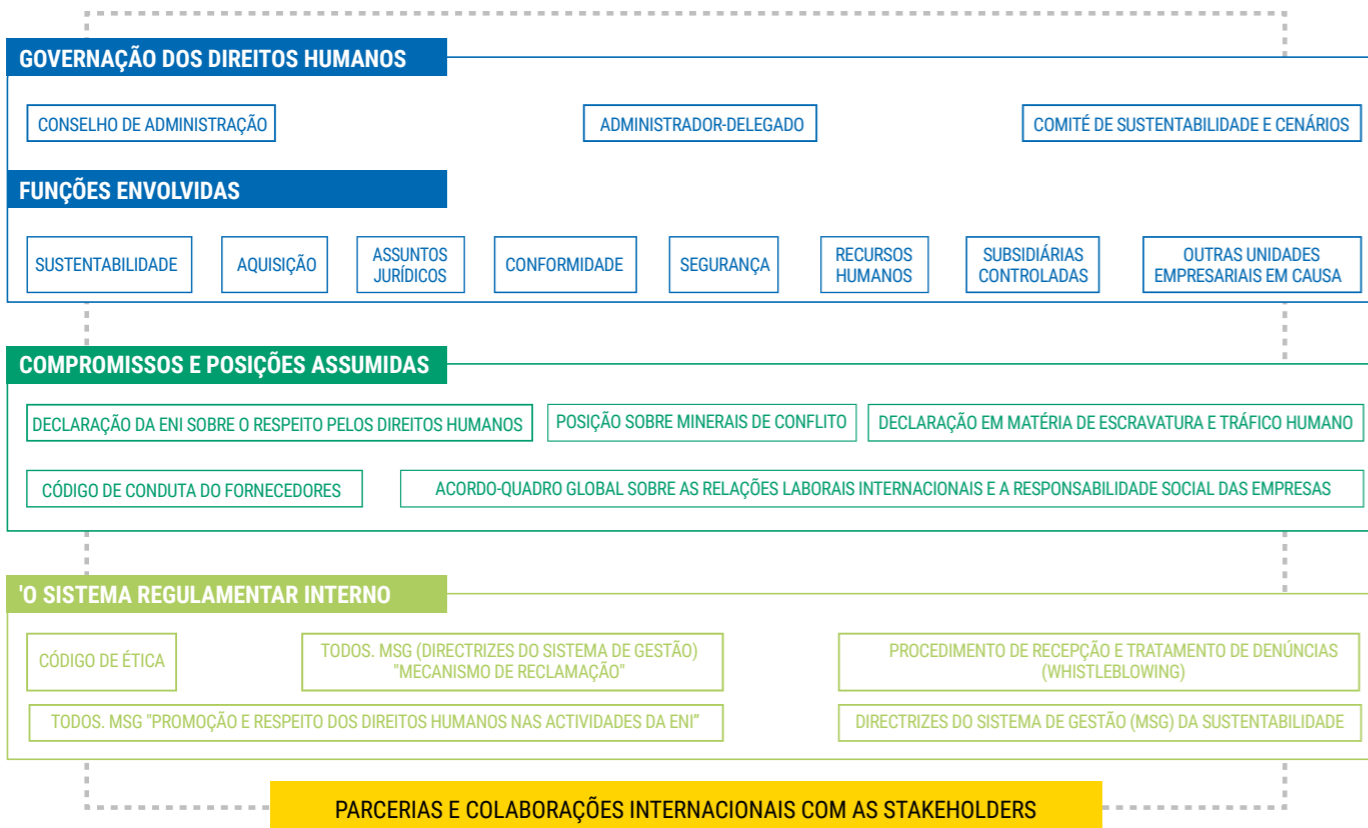 GOVERNAÇÃO DOS DIREITOS HUMANOS
CONSELHO DE ADMINISTRAÇÃO
ADMINISTRADOR-DELEGADO
COMITÉ DE SUSTENTABILIDADE E CENÁRIOS
FUNÇÕES ENVOLVIDAS
SUSTENTABILIDADE
AQUISIÇÃO
ASSUNTOS
JURÍDICOS
CONFORMIDADE
SEGURANÇA
RECURSOS
HUMANOS
SUBSIDIÁRIAS
CONTROLADAS
OUTRAS UNIDADES
EMPRESARIAIS EM CAUSA
COMPROMISSOS E POSIÇÕES ASSUMIDAS
DECLARAÇÃO DA ENI SOBRE O RESPEITO PELOS DIREITOS HUMANOS
POSIÇÃO SOBRE MINERAIS DE CONFLITO
DECLARAÇÃO EM MATÉRIA DE ESCRAVATURA E TRÁFICO HUMANO
CÓDIGO DE CONDUTA DO FORNECEDORES
ACORDO-QUADRO GLOBAL SOBRE AS RELAÇÕES LABORAIS INTERNACIONAIS E A RESPONSABILIDADE SOCIAL DAS EMPRESAS
'O SISTEMA REGULAMENTAR INTERNO
CÓDIGO DE ÉTICA
TODOS. MSG (DIRECTRIZES DO SISTEMA DE GESTÃO)
"MECANISMO DE RECLAMAÇÃO"
PROCEDIMENTO DE RECEPÇÃO E TRATAMENTO DE DENÚNCIAS
(WHISTLEBLOWING)
TODOS. MSG "PROMOÇÃO E RESPEITO DOS DIREITOS HUMANOS NAS ACTIVIDADES DA ENI”
DIRECTRIZES DO SISTEMA DE GESTÃO (MSG) DA SUSTENTABILIDADE
PARCERIAS E COLABORAÇÕES INTERNACIONAIS COM AS STAKEHOLDERS